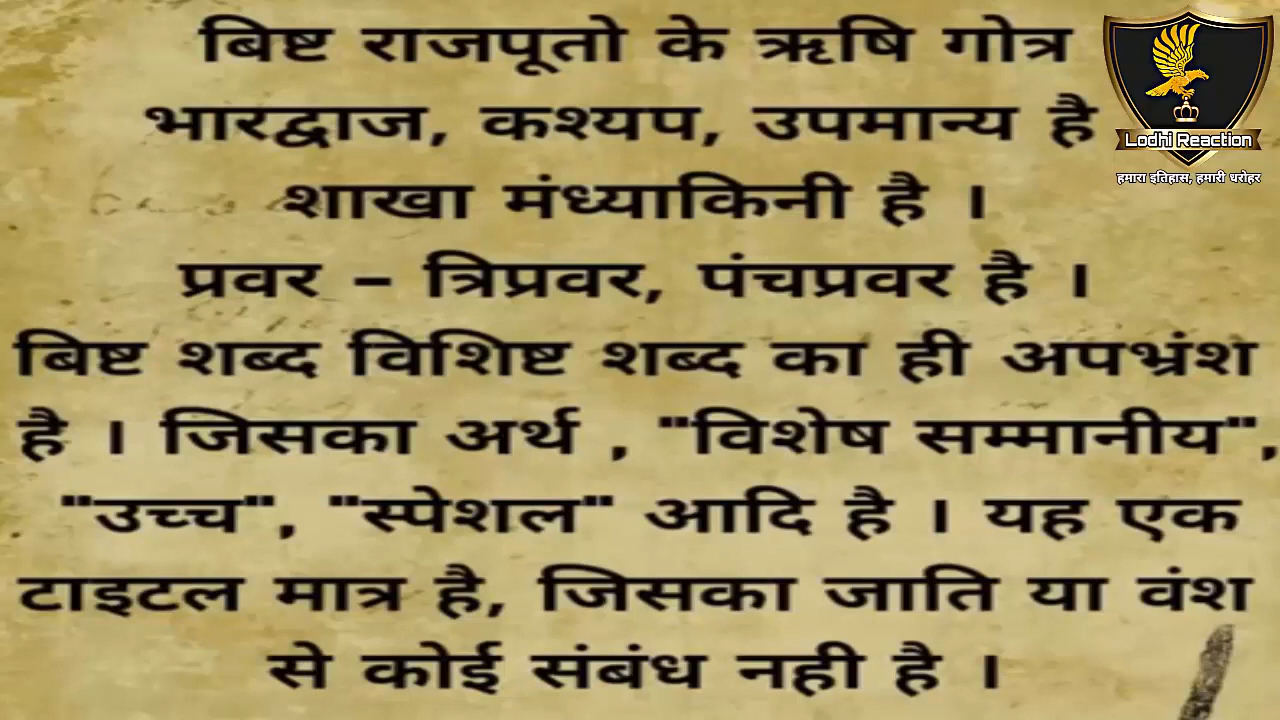 बिष्ट राजपूतो के ऋषि गोत्र
भारद्वाज, कश्यप, उपमान्य है
शाखा मंध्याकिनी है ।
प्रवर – त्रिप्रवर, पंचप्रवर है ।
बिष्ट शब्द विशिष्ट शब्द का ही अपभ्रंश
है । जिसका अर्थ , "विशेष सम्मानीय",
"उच्च", "स्पेशल" आदि है । यह एक
टाइटल मात्र है, जिसका जाति या वंश
से कोई संबंध नही है ।
Lodhi Reaction
हमारा इतिहास, हमारी धरोहर